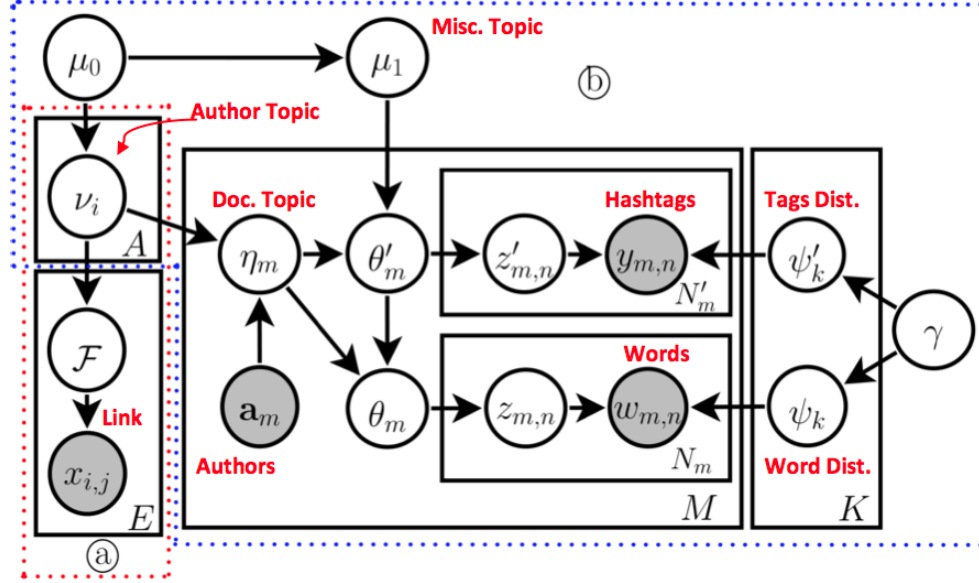 Misc. Topic
μ₀
μ₁
ⓑ
Author Topic
νᵢ
A
Doc. Topic
Hashtags
Tags Dist.
ηₘ
θ′ₘ
z′ₘ,ₙ
yₘ,ₙ
ψ′ₖ
N′ₘ
γ
ℱ
Words
Link
aₘ
θₘ
zₘ,ₙ
wₘ,ₙ
ψₖ
Authors
Nₘ
Word Dist.
xᵢ,ⱼ
E
M
K
ⓐ